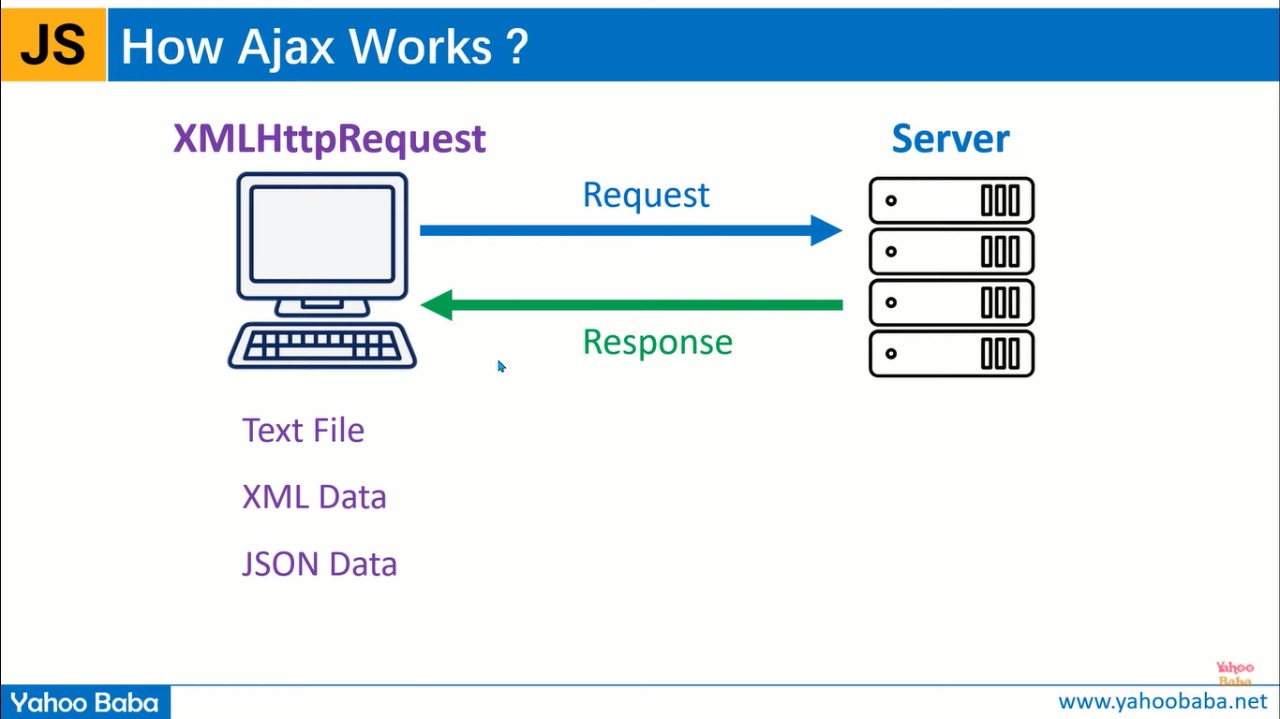 JS
How Ajax Works ?
XMLHttpRequest
Server
Request
Response
Text File
XML Data
JSON Data
Yahoo
Baba
Yahoo Baba
www.yahoobaba.net